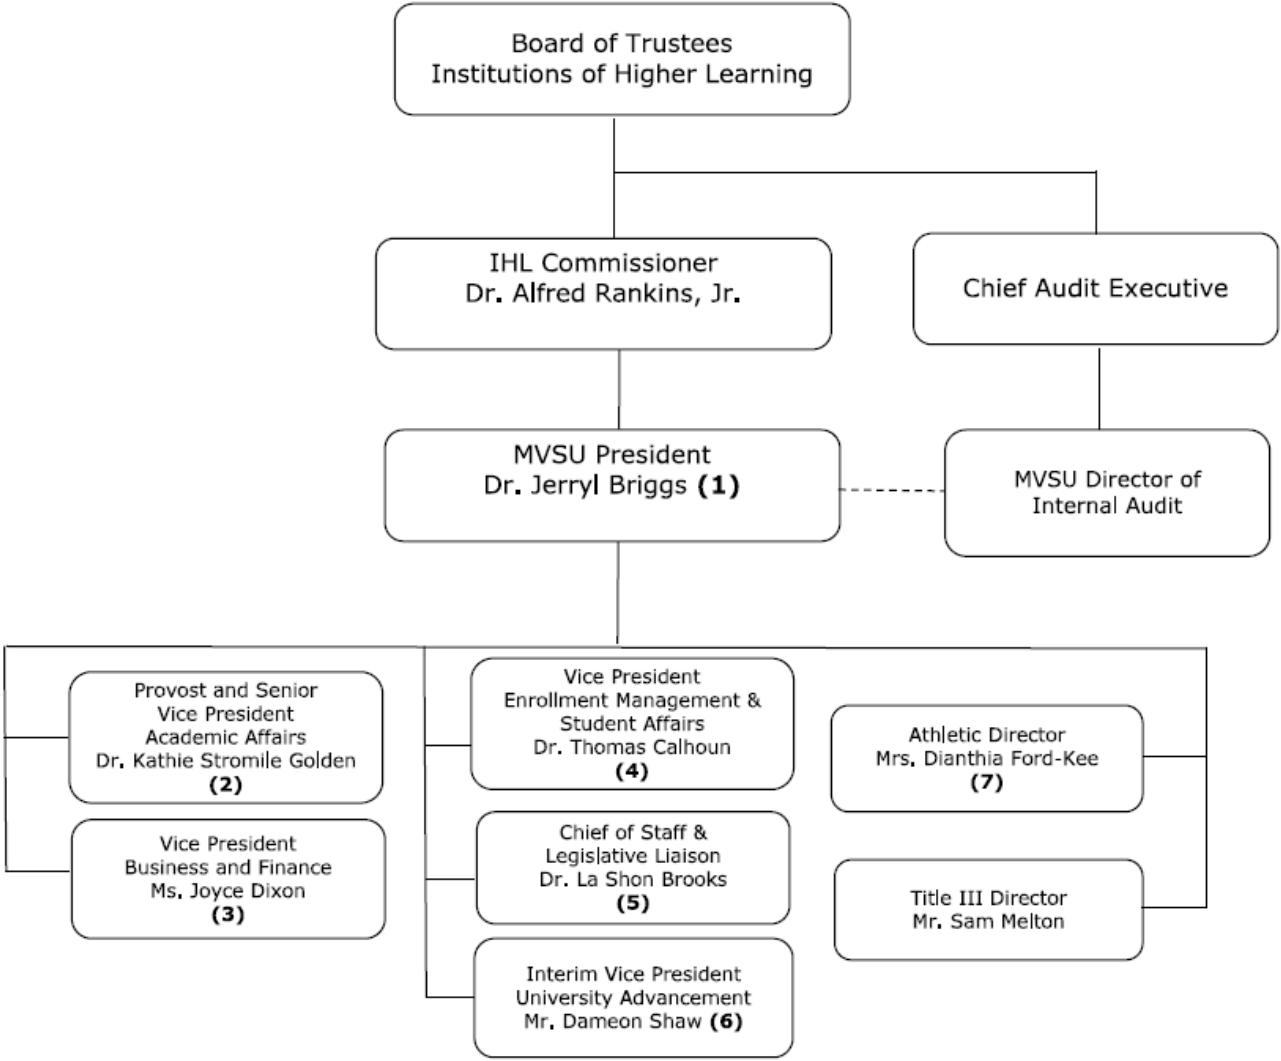 Board of Trustees
Institutions of Higher Learning
IHL Commissioner
Dr. Alfred Rankins, Jr.
Chief Audit Executive
MVSU President
Dr. Jerryl Briggs (1)
MVSU Director of
Internal Audit
Provost and Senior
Vice President
Academic Affairs
Dr. Kathie Stromile Golden
(2)
Vice President
Business and Finance
Ms. Joyce Dixon
(3)
Vice President
Enrollment Management &
Student Affairs
Dr. Thomas Calhoun
(4)
Chief of Staff &
Legislative Liaison
Dr. La Shon Brooks
(5)
Interim Vice President
University Advancement
Mr. Dameon Shaw (6)
Athletic Director
Mrs. Dianthia Ford-Kee
(7)
Title III Director
Mr. Sam Melton